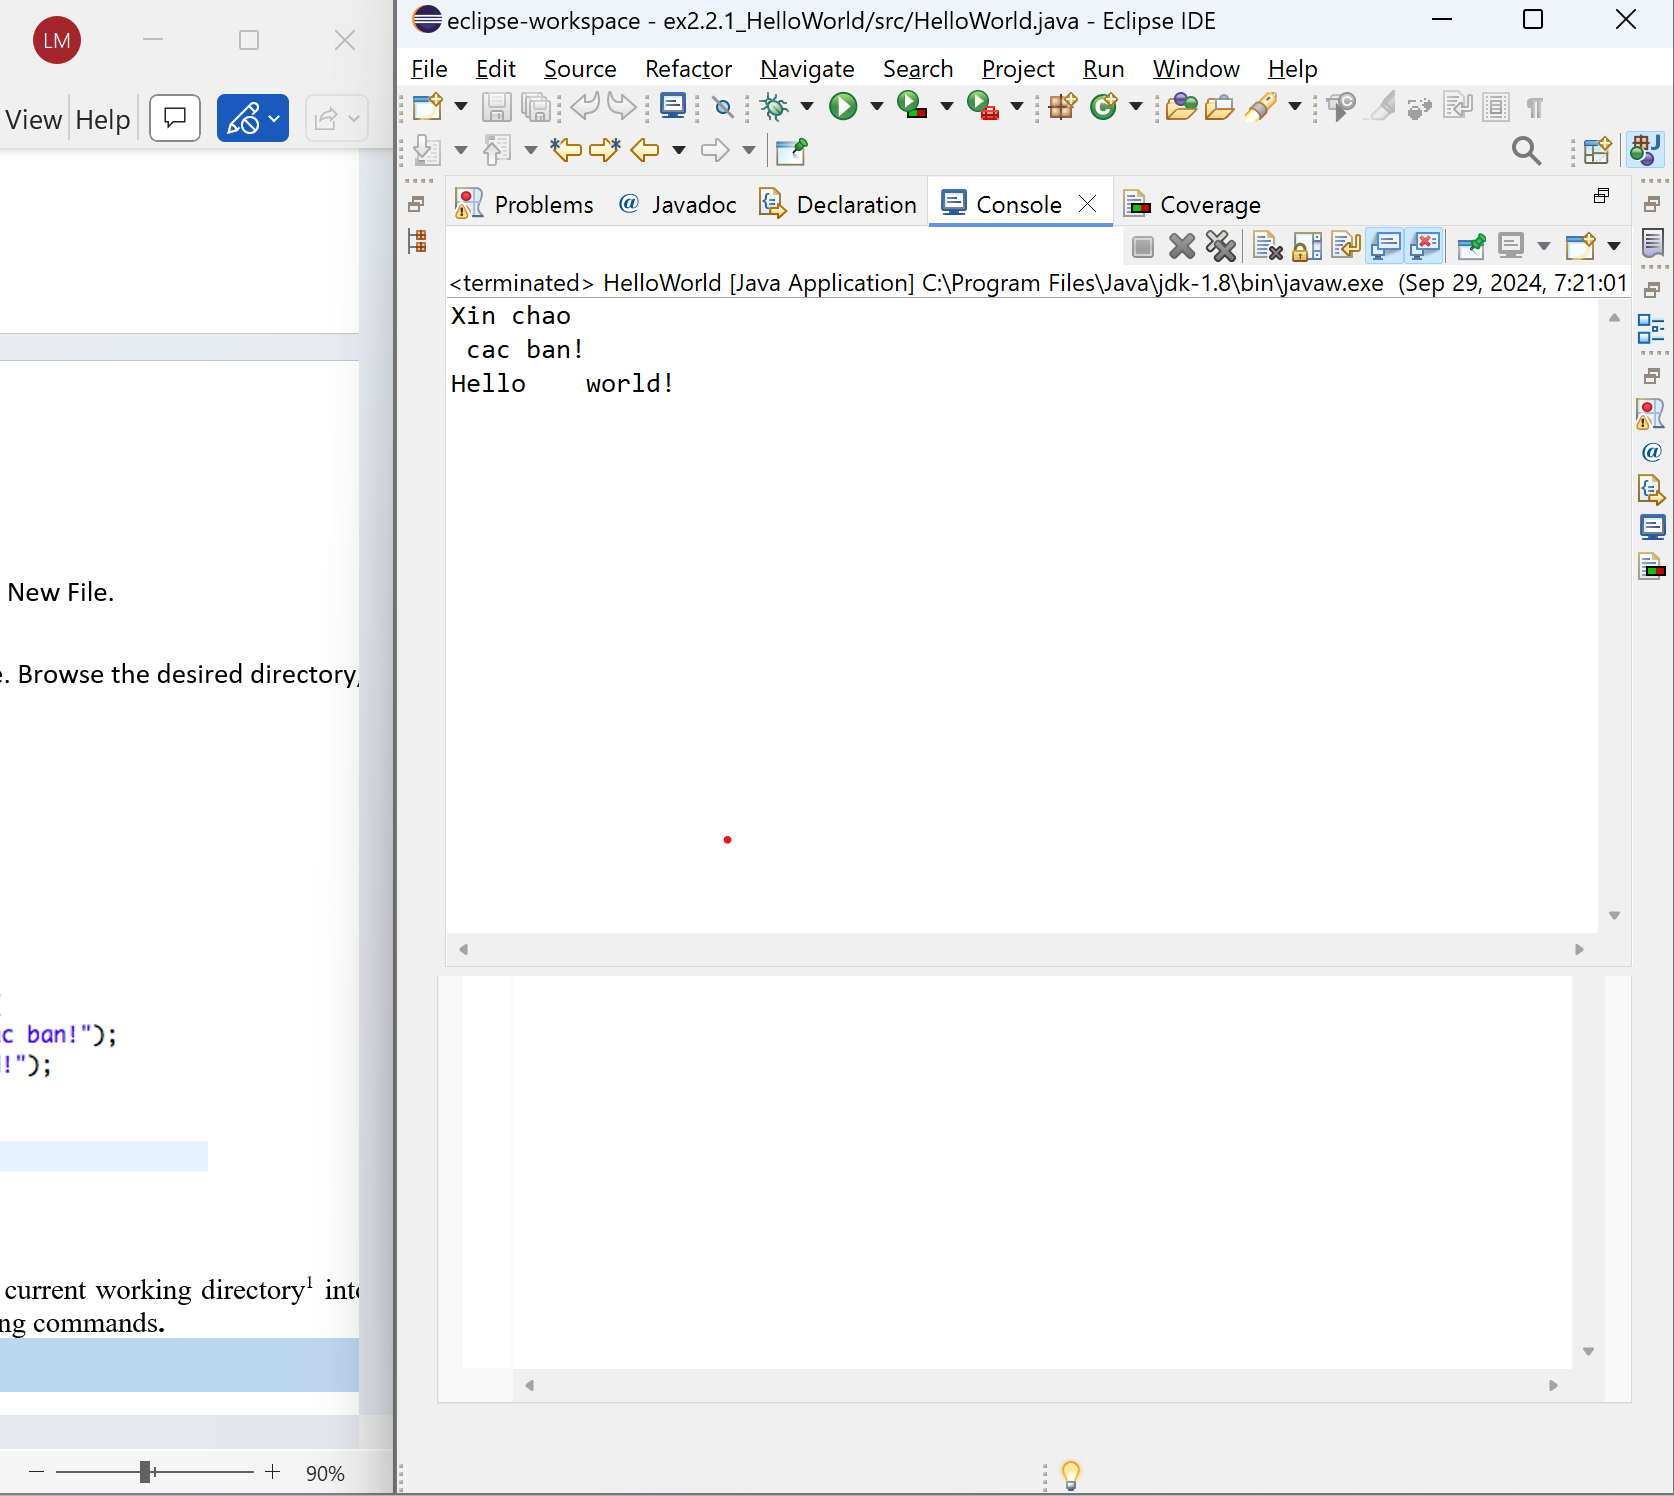 LM
View Help
New File.
. Browse the desired directory,
c ban!");
!");
current working directory1
ng commands.
90%
eclipse-workspace - ex2.2.1_HelloWorld/src/HelloWorld.java - Eclipse IDE
File Edit Source Refactor Navigate Search Project Run Window Help
Problems @ Javadoc Declaration Console Coverage
<terminated> HelloWorld [Java Application] C:\Program Files\Java\jdk-1.8\bin\javaw.exe (Sep 29, 2024, 7:21:01
Xin chao
 cac ban!
Hello    world!